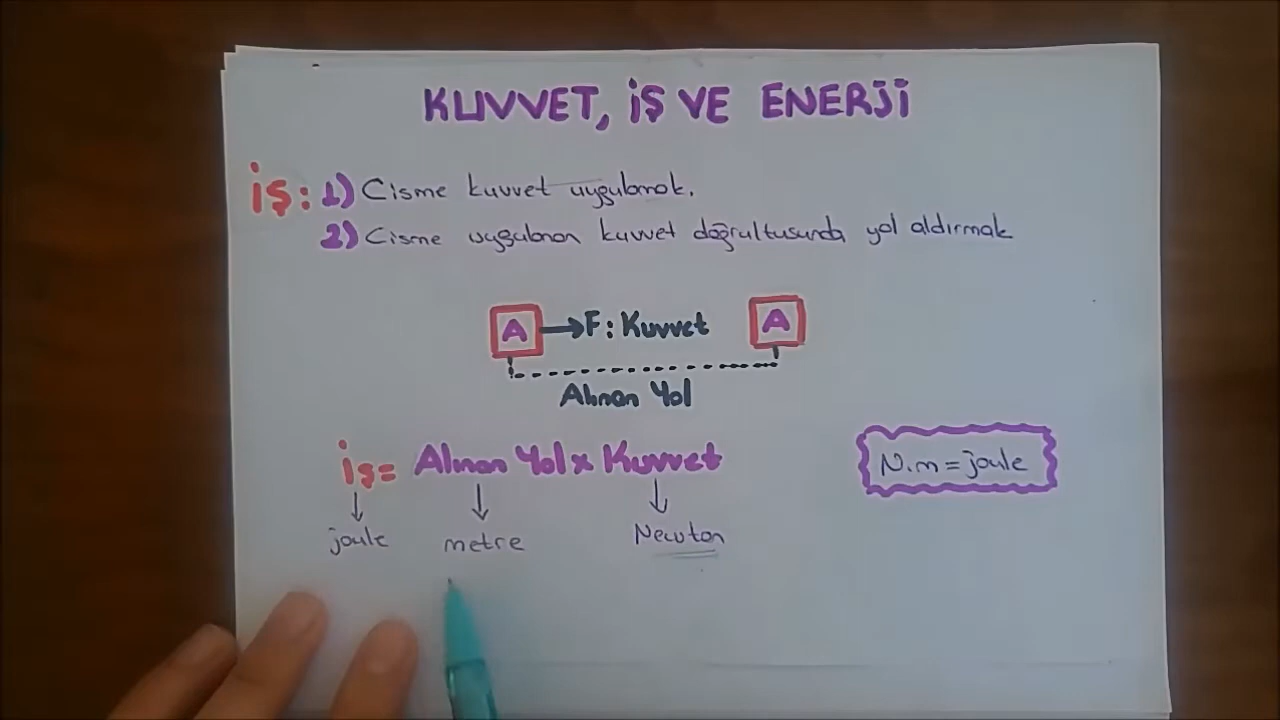 KUVVET, İŞ VE ENERJİ
İŞ: 1) Cisme kuvvet uygulamak.
2) Cisme uygulanan kuvvet doğrultusunda yol aldırmak
A F: Kuvvet A
Alınan Yol
İş= Alınan Yol x Kuvvet
N.m = joule
joule metre Newton